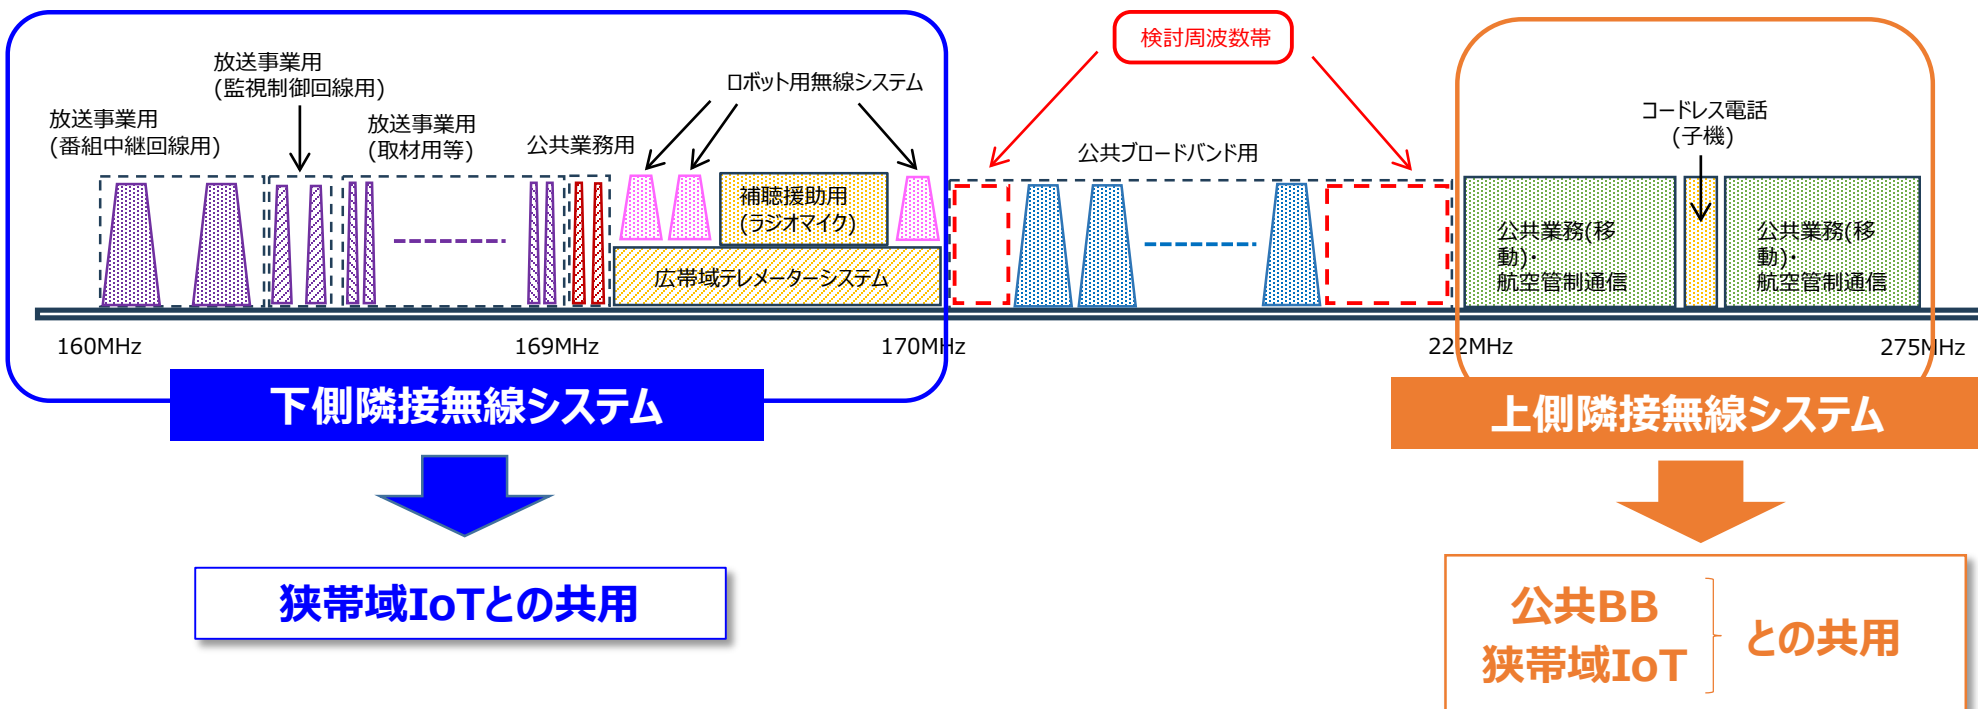 検討周波数帯
放送事業用
(監視制御回線用)
ロボット用無線システム
放送事業用
(番組中継回線用)
放送事業用
(取材用等)
公共業務用
公共ブロードバンド用
コードレス電話
(子機)
補聴援助用
(ラジオマイク)
広帯域テレメーターシステム
公共業務(移
動)・
航空管制通信
公共業務(移
動)・
航空管制通信
160MHz
169MHz
170MHz
222MHz
275MHz
下側隣接無線システム
上側隣接無線システム
狭帯域IoTとの共用
公共BB
狭帯域IoT
との共用